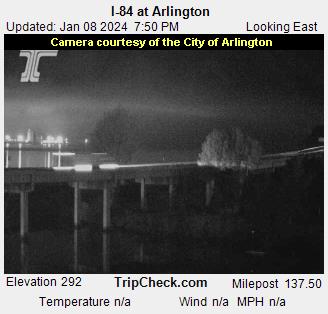 I-84 at Arlington
Updated: Jan 08 2024 7:50 PM Looking East
Camera courtesy of the City of Arlington
Elevation 292 TripCheck.com Milepost 137.50
Temperature n/a Wind n/a MPH n/a